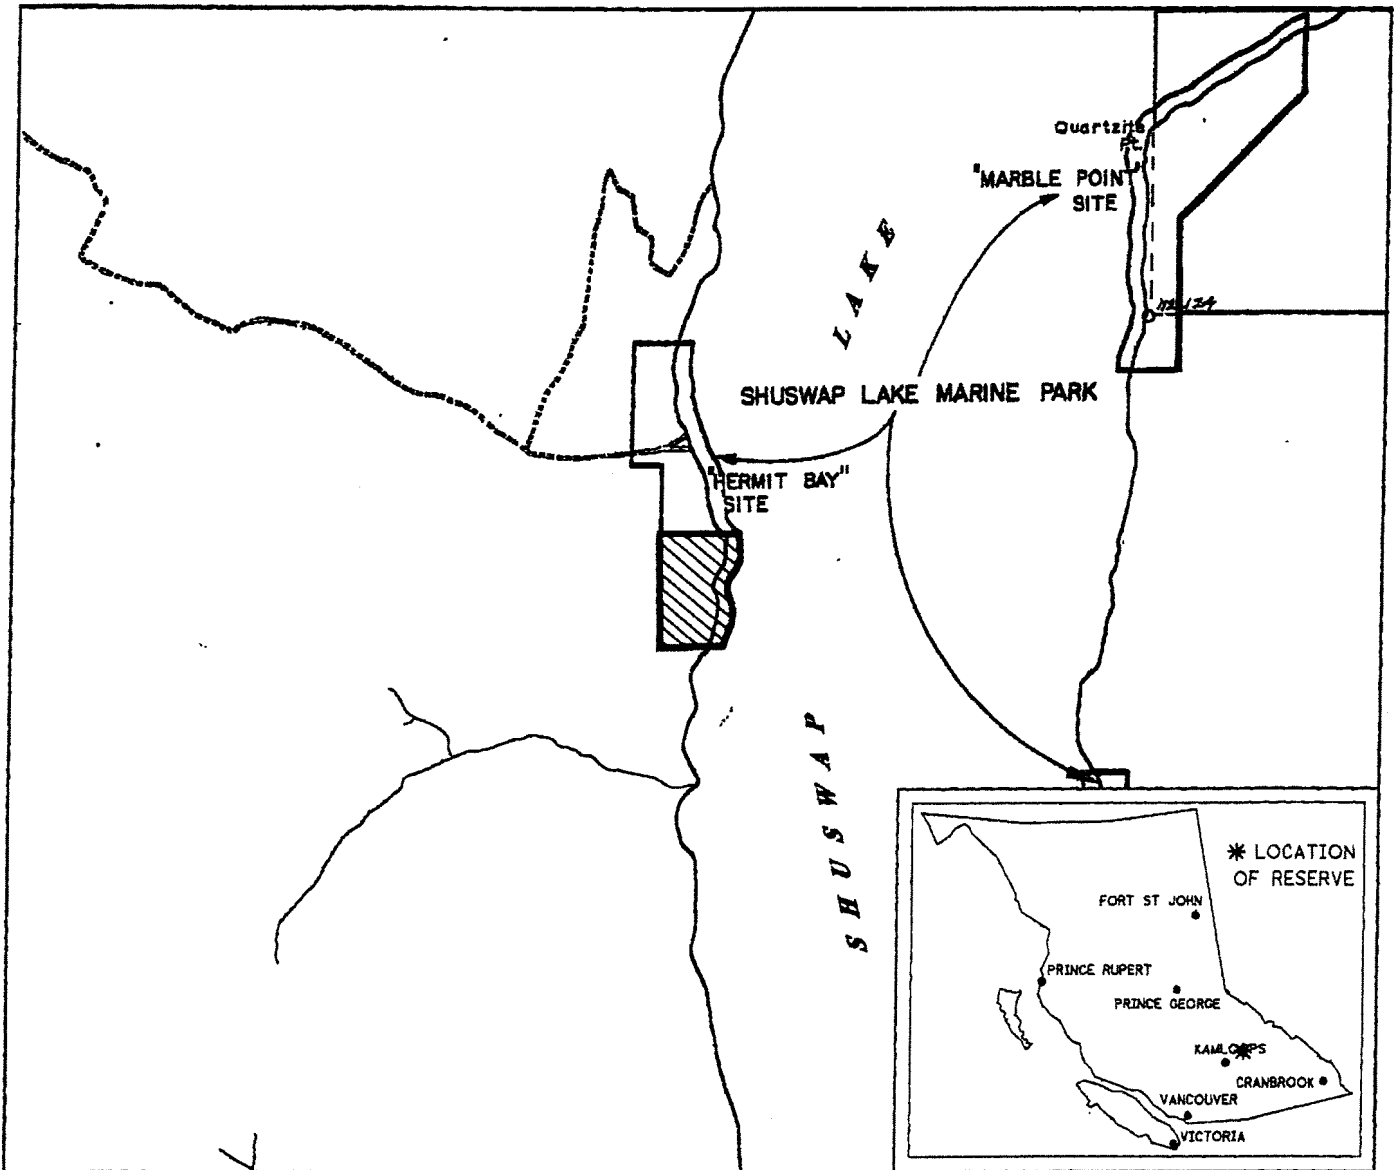 Quartzite
Pt.
"MARBLE POINT"
SITE
LAKE
SHUSWAP LAKE MARINE PARK
"HERMIT BAY"
SITE
SHUSWAP
LOCATION
OF RESERVE
FORT ST JOHN
PRINCE RUPERT
PRINCE GEORGE
KAMLOOPS
CRANBROOK
VANCOUVER
VICTORIA